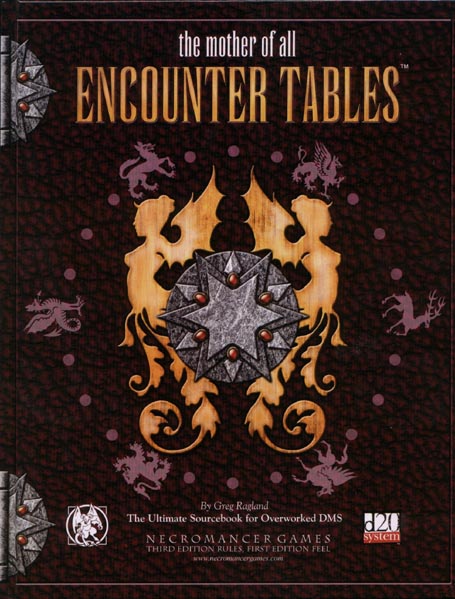 the mother of all
ENCOUNTER TABLES™
By Greg Ragland
The Ultimate Sourcebook for Overworked DMS
NECROMANCER GAMES
THIRD EDITION RULES, FIRST EDITION FEEL
www.necromancergames.com
d20
system